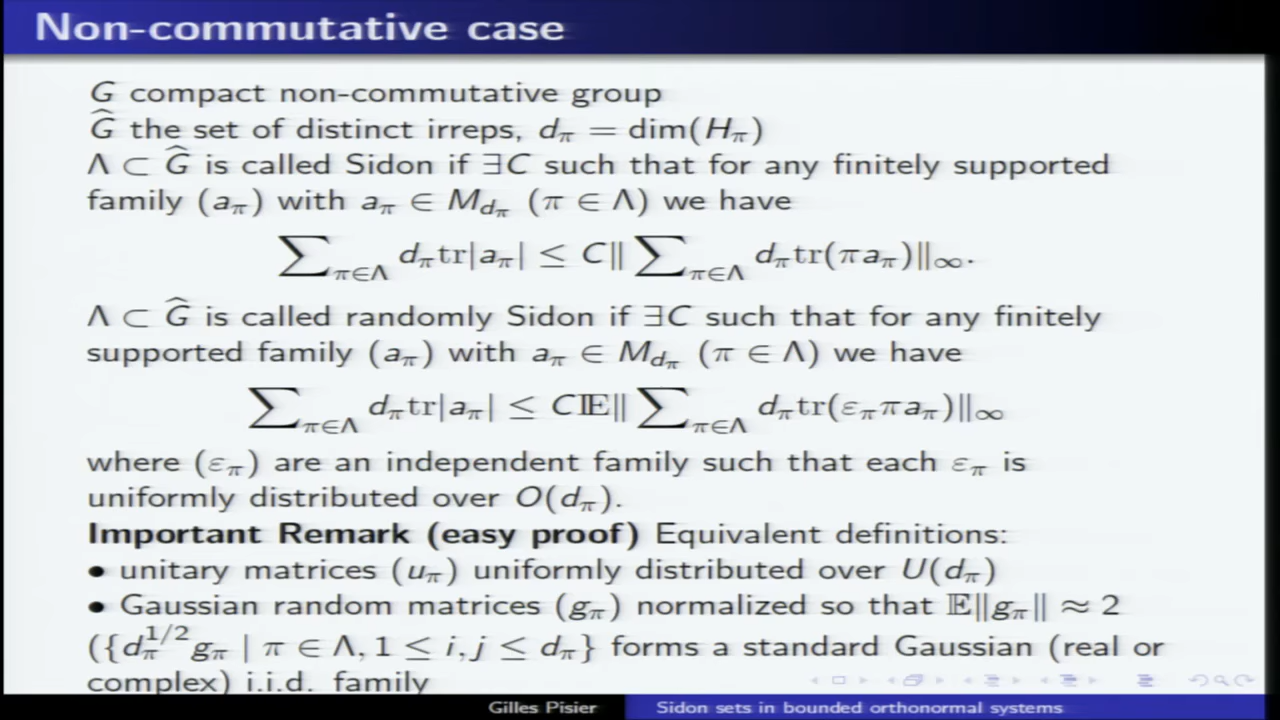 Non-commutative case
G compact non-commutative group
Ĝ the set of distinct irreps, d_π = dim(H_π)
Λ ⊂ Ĝ is called Sidon if ∃C such that for any finitely supported
family (a_π) with a_π ∈ M_{d_π} (π ∈ Λ) we have
∑_{π∈Λ} d_π tr|a_π| ≤ C‖ ∑_{π∈Λ} d_π tr(πa_π)‖_∞.
Λ ⊂ Ĝ is called randomly Sidon if ∃C such that for any finitely
supported family (a_π) with a_π ∈ M_{d_π} (π ∈ Λ) we have
∑_{π∈Λ} d_π tr|a_π| ≤ C𝔼‖ ∑_{π∈Λ} d_π tr(ε_π πa_π)‖_∞
where (ε_π) are an independent family such that each ε_π is
uniformly distributed over O(d_π).
Important Remark (easy proof) Equivalent definitions:
• unitary matrices (u_π) uniformly distributed over U(d_π)
• Gaussian random matrices (g_π) normalized so that 𝔼‖g_π‖ ≈ 2
({d_π^{1/2} g_π | π ∈ Λ, 1 ≤ i, j ≤ d_π} forms a standard Gaussian (real or
complex) i.i.d. family
Gilles Pisier Sidon sets in bounded orthonormal systems